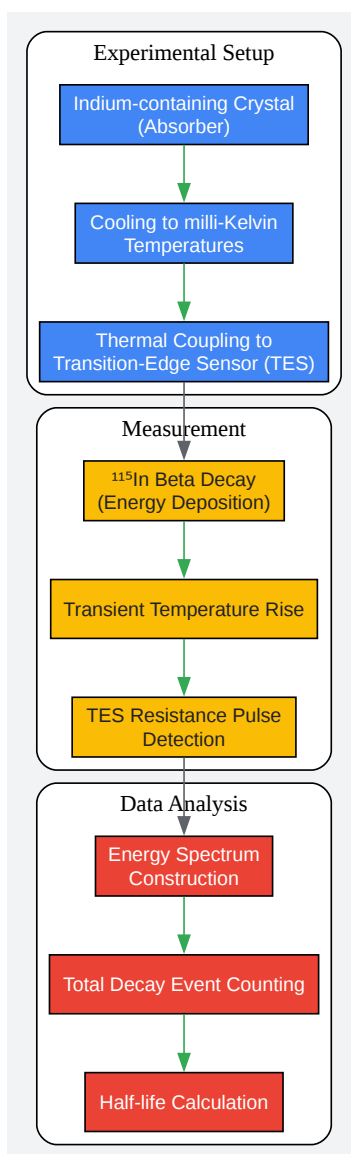 Experimental Setup
Indium-containing Crystal
(Absorber)
Cooling to milli-Kelvin
Temperatures
Thermal Coupling to
Transition-Edge Sensor (TES)
Measurement
¹¹⁵In Beta Decay
(Energy Deposition)
Transient Temperature Rise
TES Resistance Pulse
Detection
Data Analysis
Energy Spectrum
Construction
Total Decay Event Counting
Half-life Calculation